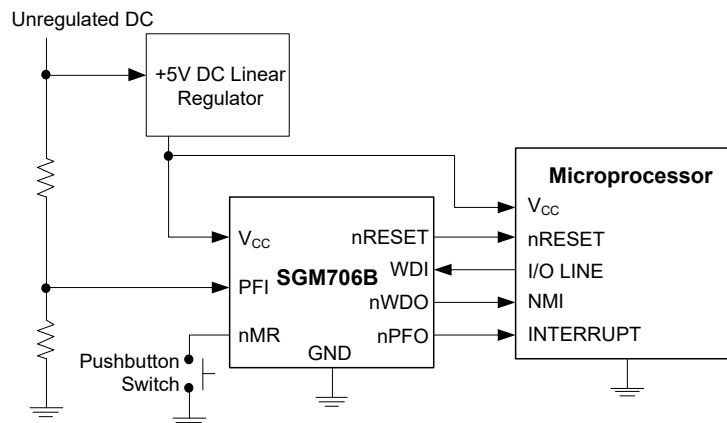 Unregulated DC
+5V DC Linear
Regulator
Microprocessor
VCC
nRESET
I/O LINE
NMI
INTERRUPT
SGM706B
VCC
PFI
nMR
GND
nRESET
WDI
nWDO
nPFO
Pushbutton
Switch